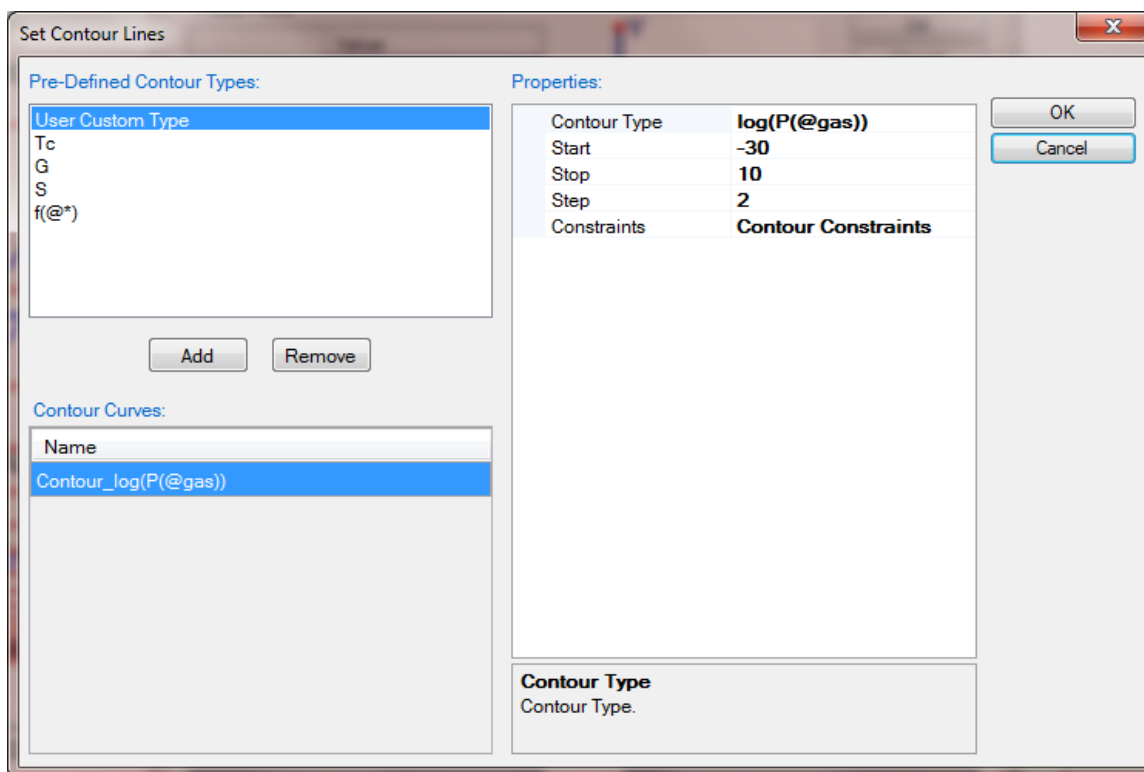 Set Contour Lines
Pre-Defined Contour Types:
User Custom Type
Tc
G
S
f(@*)
Add
Remove
Contour Curves:
Name
Contour_log(P(@gas))
Properties:
Contour Type log(P(@gas))
Start -30
Stop 10
Step 2
Constraints Contour Constraints
Contour Type
Contour Type.
OK
Cancel